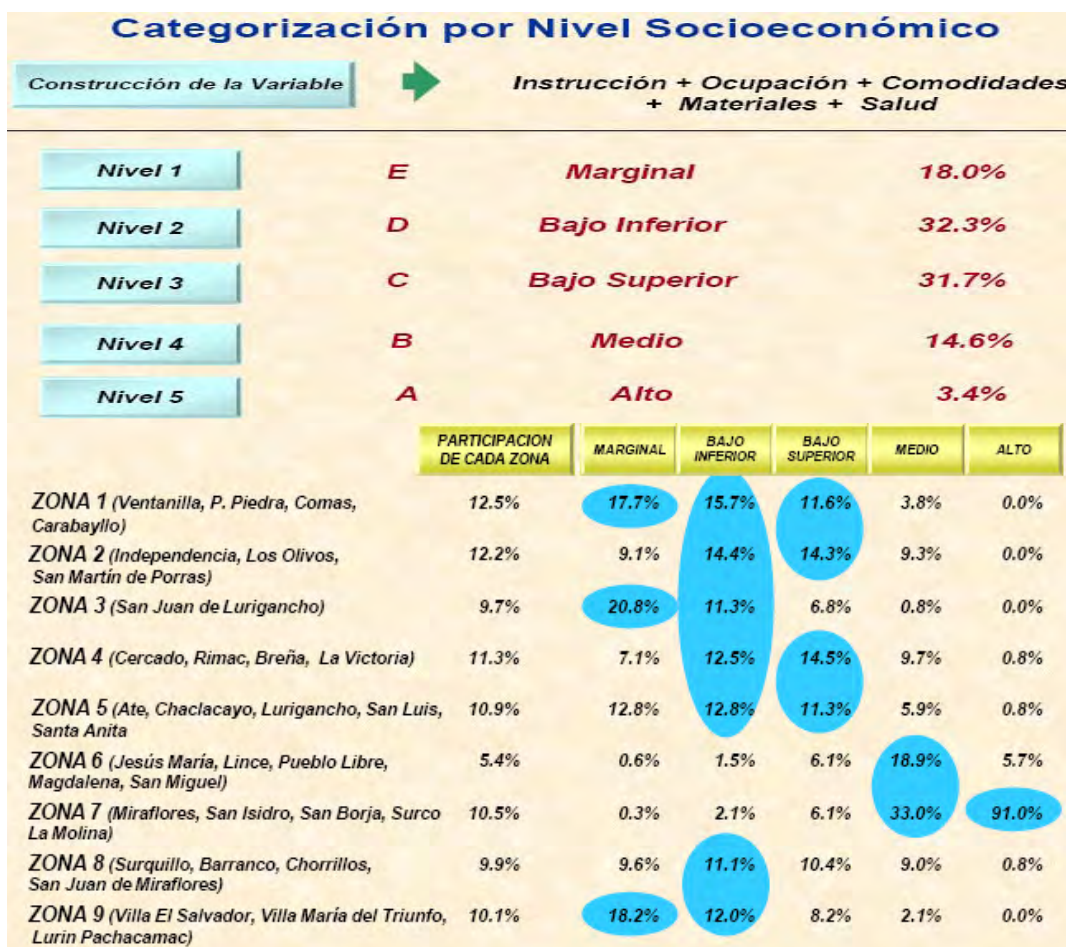 Categorización por Nivel Socioeconómico
Construcción de la Variable
Instrucción + Ocupación + Comodidades
+ Materiales + Salud
Nivel 1 E Marginal 18.0%
Nivel 2 D Bajo Inferior 32.3%
Nivel 3 C Bajo Superior 31.7%
Nivel 4 B Medio 14.6%
Nivel 5 A Alto 3.4%
PARTICIPACION DE CADA ZONA MARGINAL BAJO INFERIOR BAJO SUPERIOR MEDIO ALTO
ZONA 1 (Ventanilla, P. Piedra, Comas, 12.5% 17.7% 15.7% 11.6% 3.8% 0.0%
Carabayllo)
ZONA 2 (Independencia, Los Olivos, 12.2% 9.1% 14.4% 14.3% 9.3% 0.0%
San Martín de Porras)
ZONA 3 (San Juan de Lurigancho) 9.7% 20.8% 11.3% 6.8% 0.8% 0.0%
ZONA 4 (Cercado, Rimac, Breña, La Victoria) 11.3% 7.1% 12.5% 14.5% 9.7% 0.8%
ZONA 5 (Ate, Chaclacayo, Lurigancho, San Luis, 10.9% 12.8% 12.8% 11.3% 5.9% 0.8%
Santa Anita
ZONA 6 (Jesús María, Lince, Pueblo Libre, 5.4% 0.6% 1.5% 6.1% 18.9% 5.7%
Magdalena, San Miguel)
ZONA 7 (Miraflores, San Isidro, San Borja, Surco 10.5% 0.3% 2.1% 6.1% 33.0% 91.0%
La Molina)
ZONA 8 (Surquillo, Barranco, Chorrillos, 9.9% 9.6% 11.1% 10.4% 9.0% 0.8%
San Juan de Miraflores)
ZONA 9 (Villa El Salvador, Villa María del Triunfo, 10.1% 18.2% 12.0% 8.2% 2.1% 0.0%
Lurin Pachacamac)